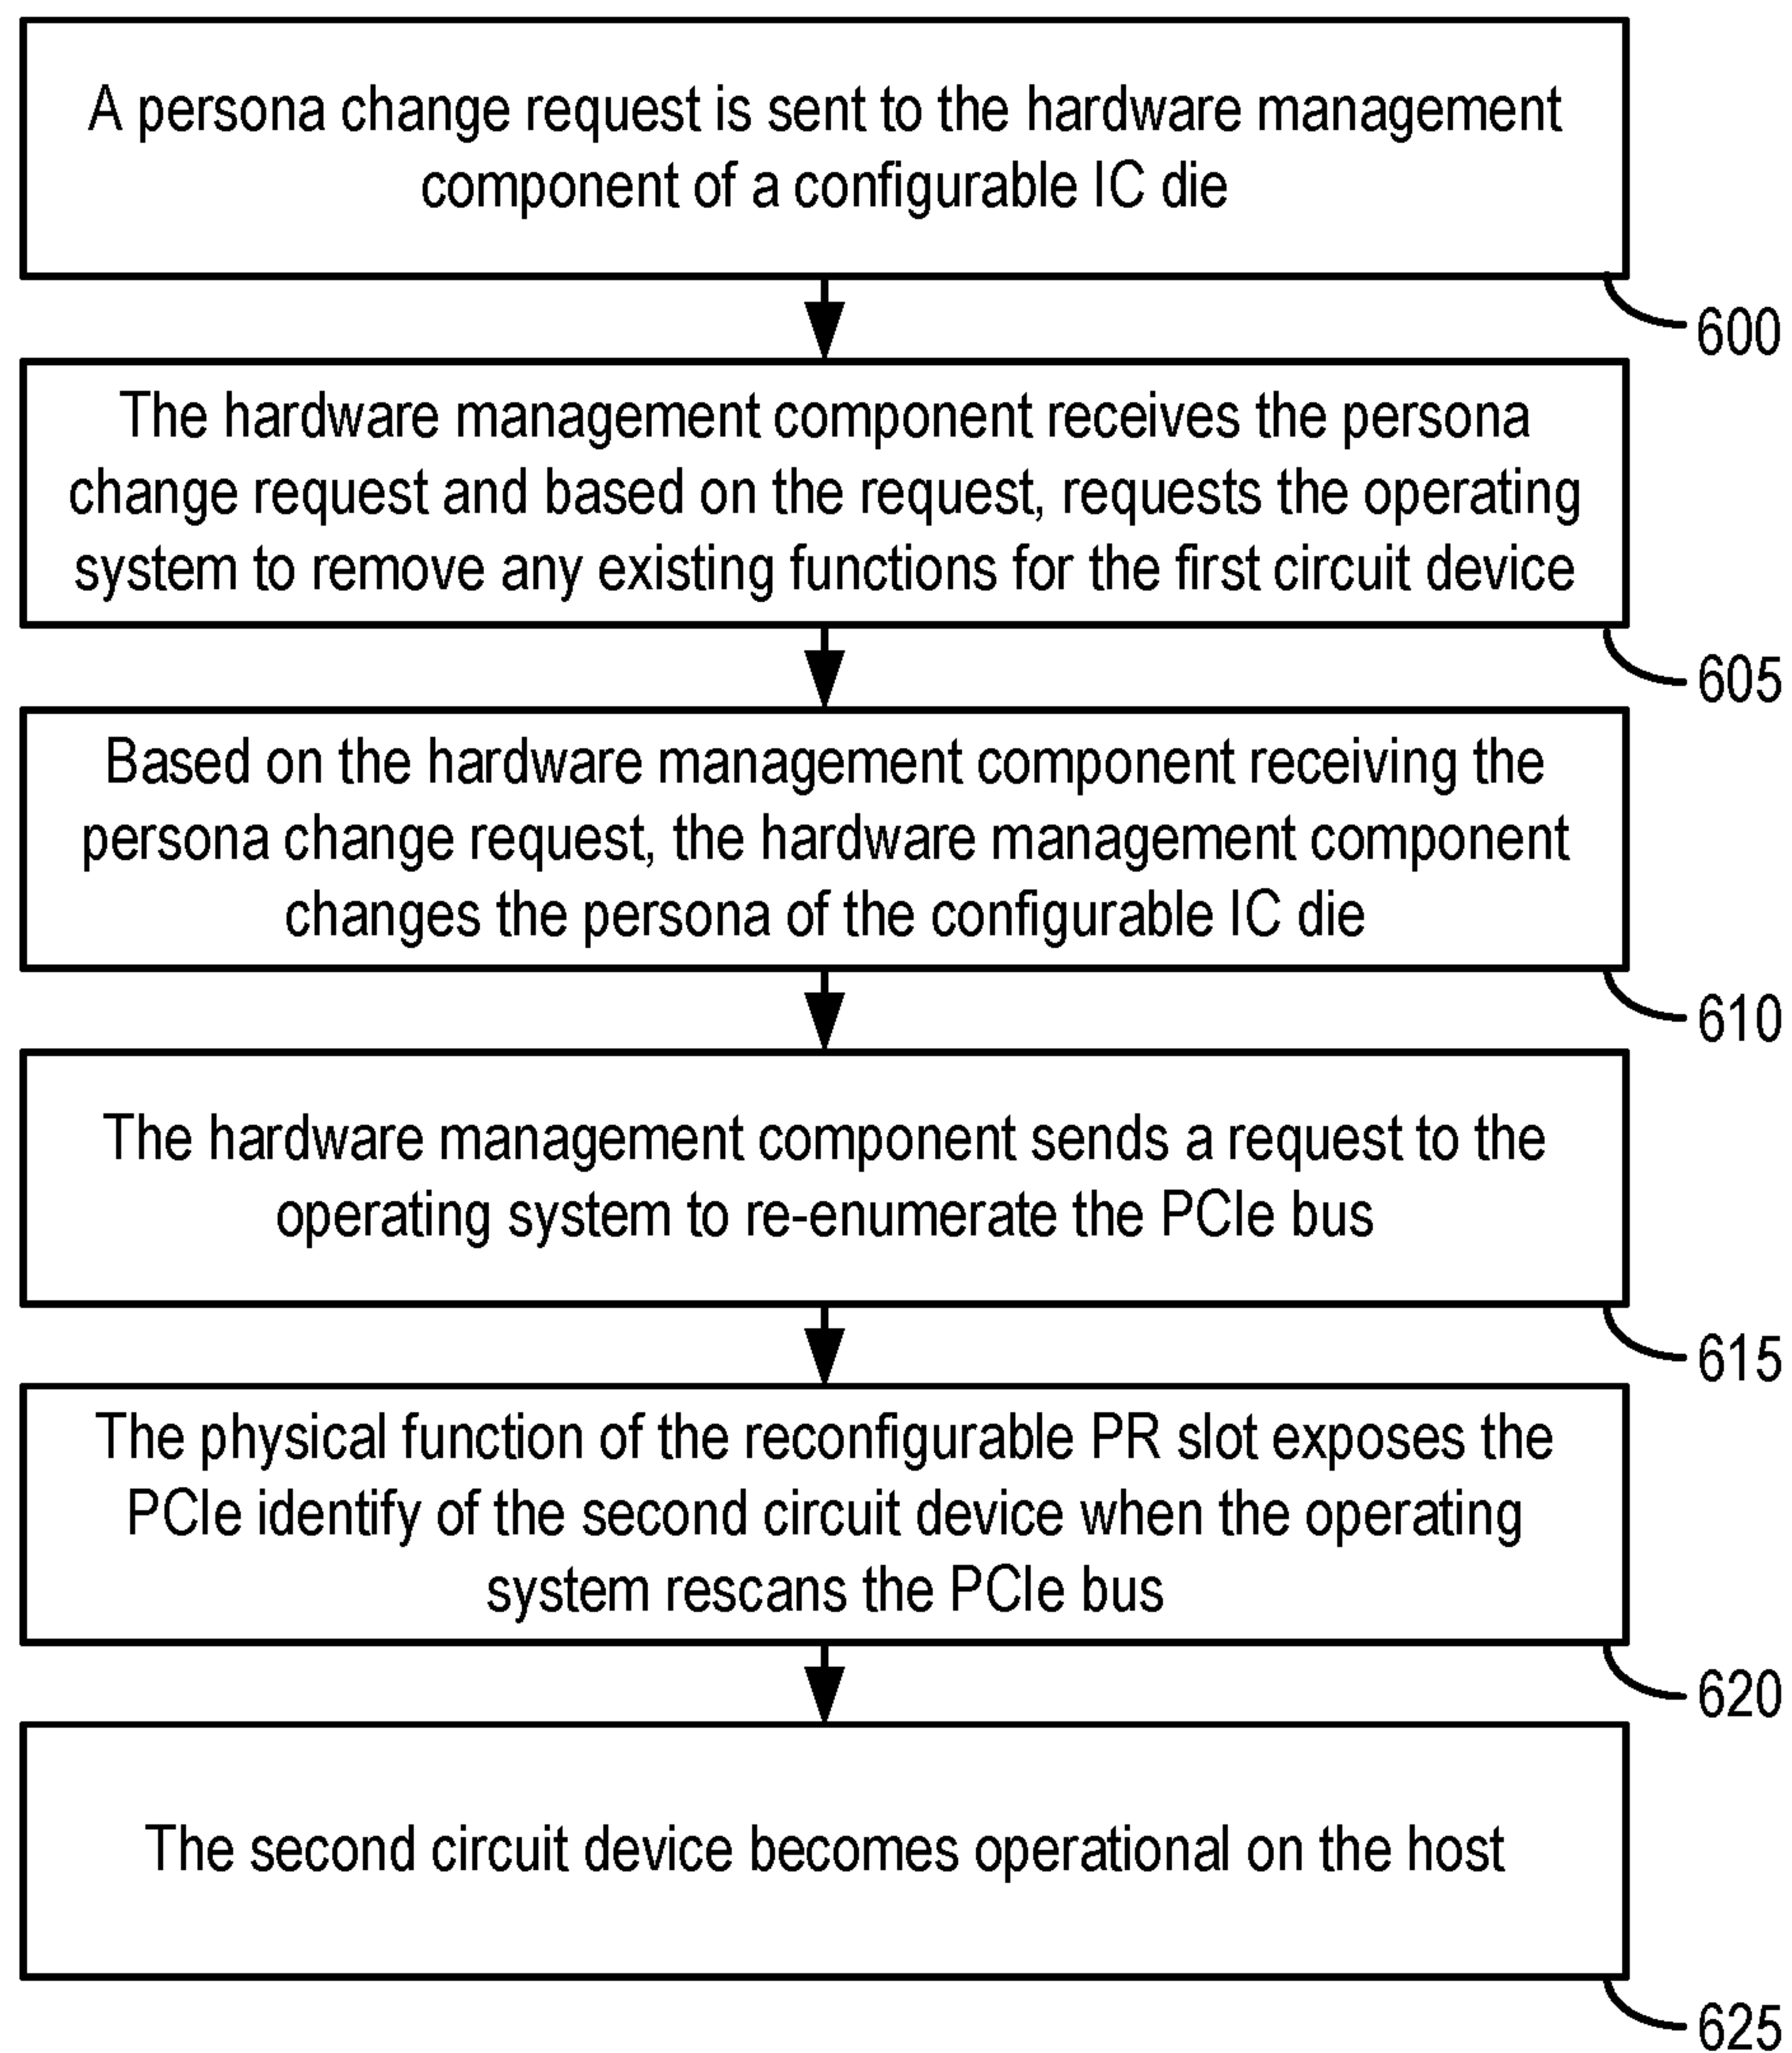 A persona change request is sent to the hardware management
component of a configurable IC die
600
The hardware management component receives the persona
change request and based on the request, requests the operating
system to remove any existing functions for the first circuit device
605
Based on the hardware management component receiving the
persona change request, the hardware management component
changes the persona of the configurable IC die
610
The hardware management component sends a request to the
operating system to re-enumerate the PCIe bus
615
The physical function of the reconfigurable PR slot exposes the
PCIe identify of the second circuit device when the operating
system rescans the PCIe bus
620
The second circuit device becomes operational on the host
625